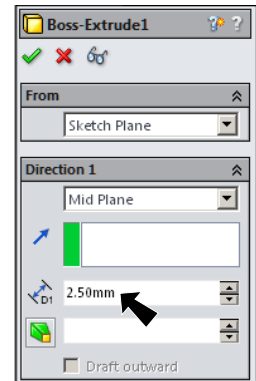 Boss-Extrude1 ?
From
Sketch Plane
Direction 1
Mid Plane
D1 2.50mm
Draft outward